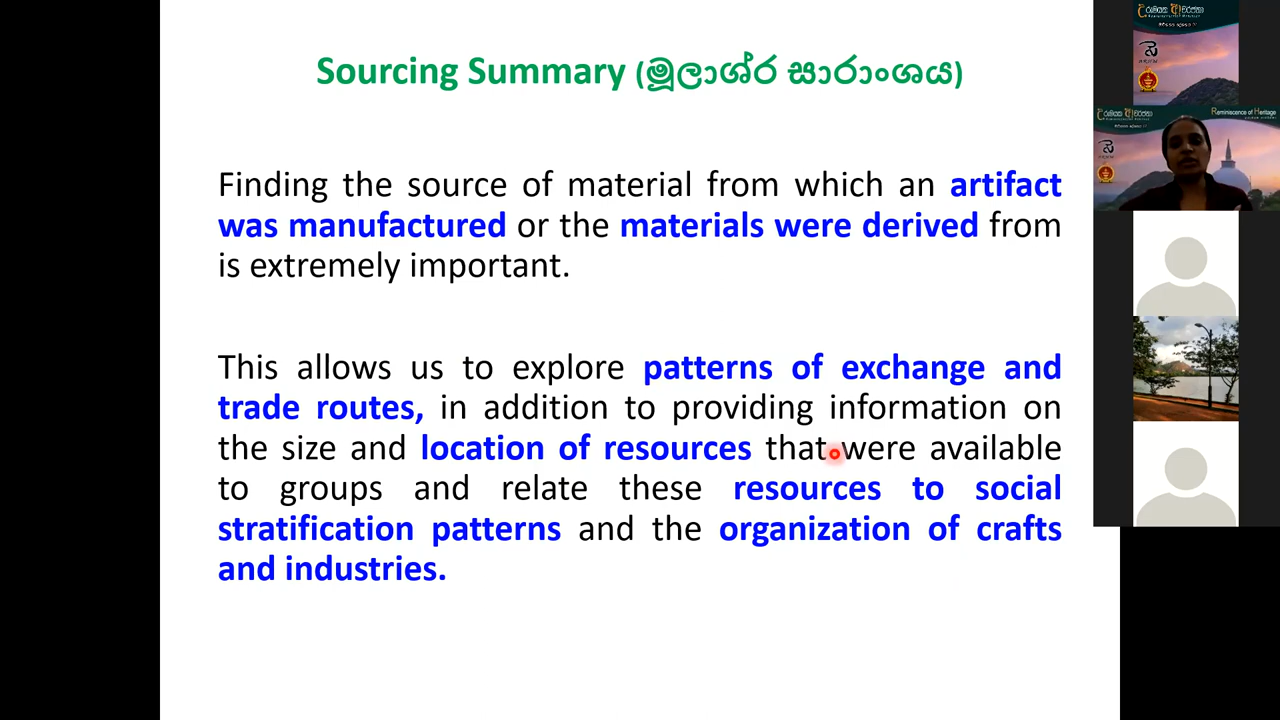 Sourcing Summary (මූලාශ්ර සාරාංශය)
Finding the source of material from which an artifact
was manufactured or the materials were derived from
is extremely important.
This allows us to explore patterns of exchange and
trade routes, in addition to providing information on
the size and location of resources that were available
to groups and relate these resources to social
stratification patterns and the organization of crafts
and industries.
Reminiscence of Heritage